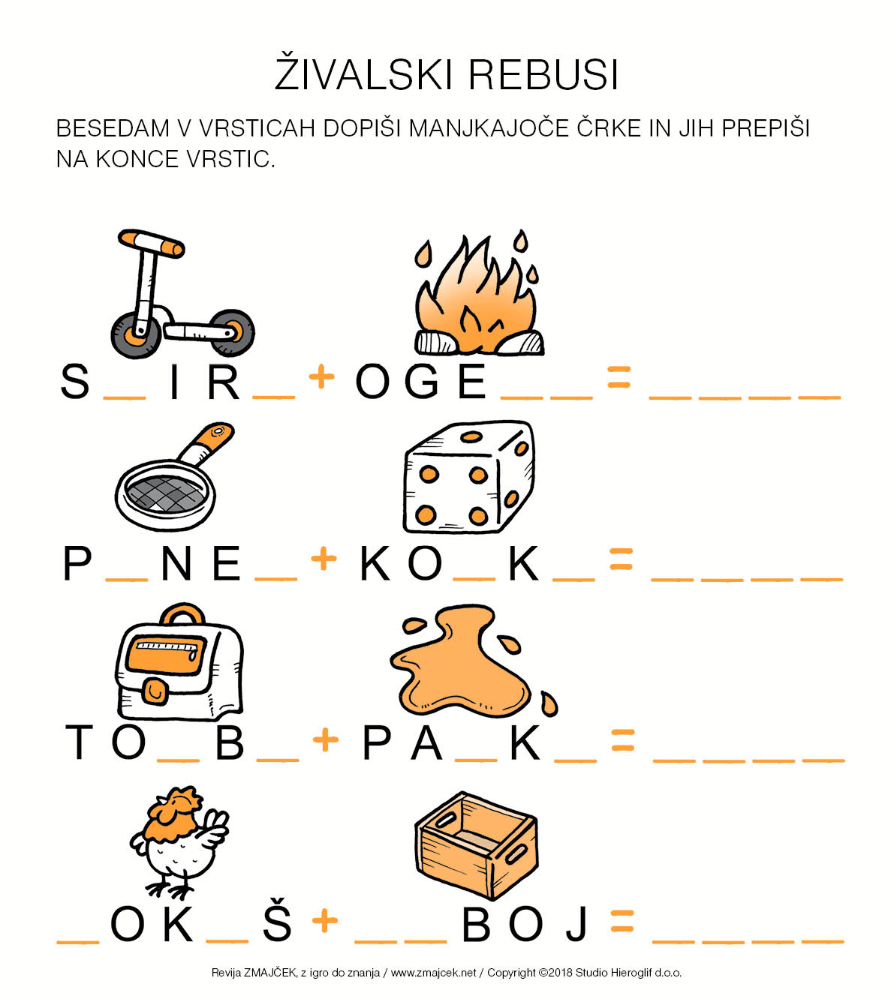 ŽIVALSKI REBUSI
BESEDAM V VRSTICAH DOPIŠI MANJKAJOČE ČRKE IN JIH PREPIŠI
NA KONCE VRSTIC.
S _ I R _ + O G E _ _ = _ _ _ _
P _ N E _ + K O _ K _ = _ _ _ _
T O _ B _ + P A _ K _ = _ _ _ _
_ O K _ Š + _ _ B O J = _ _ _ _
Revija ZMAJČEK, z igro do znanja / www.zmajcek.net / Copyright ©2018 Studio Hieroglif d.o.o.